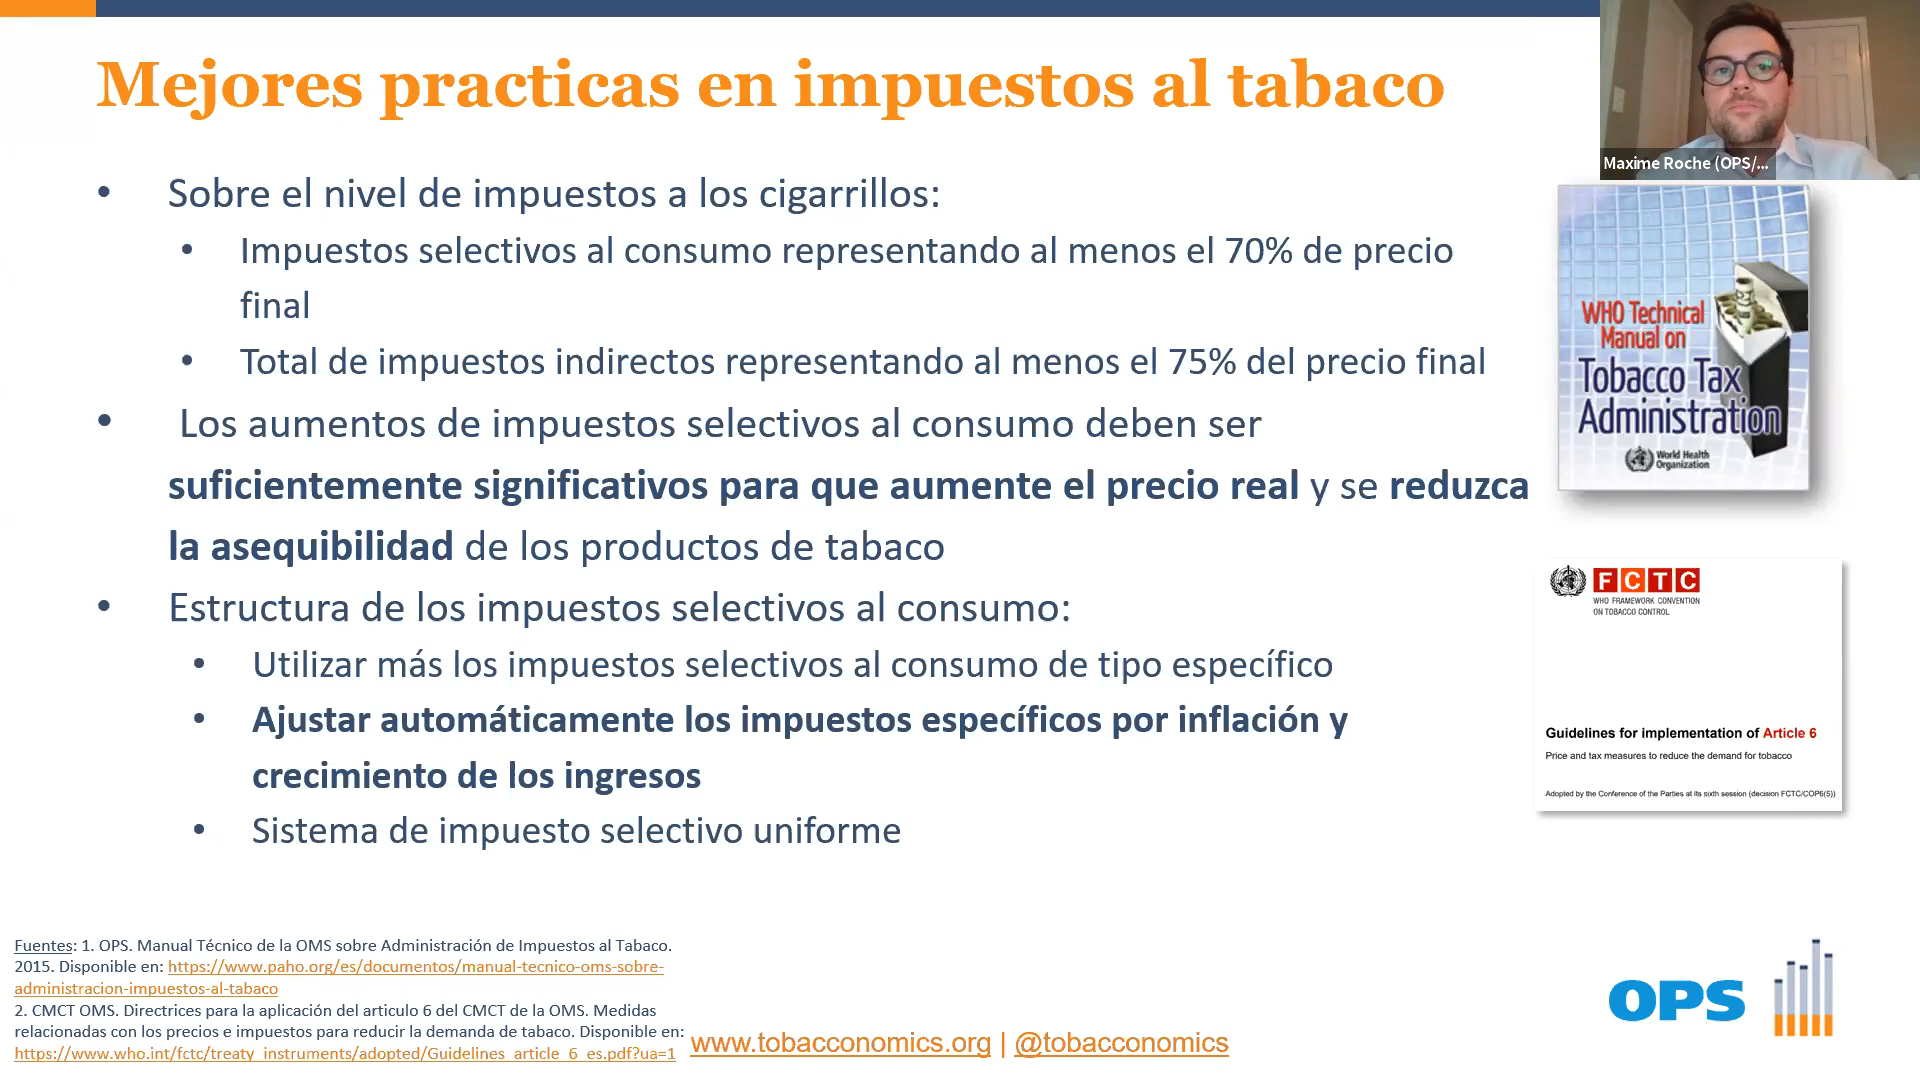 Mejores practicas en impuestos al tabaco
Maxime Roche (OPS/...
• Sobre el nivel de impuestos a los cigarrillos:
• Impuestos selectivos al consumo representando al menos el 70% de precio
final
• Total de impuestos indirectos representando al menos el 75% del precio final
• Los aumentos de impuestos selectivos al consumo deben ser
suficientemente significativos para que aumente el precio real y se reduzca
la asequibilidad de los productos de tabaco
• Estructura de los impuestos selectivos al consumo:
• Utilizar más los impuestos selectivos al consumo de tipo específico
• Ajustar automáticamente los impuestos específicos por inflación y
crecimiento de los ingresos
• Sistema de impuesto selectivo uniforme
WHO Technical
Manual on
Tobacco Tax
Administration
World Health
Organization
FCTC
WHO FRAMEWORK CONVENTION
ON TOBACCO CONTROL
Guidelines for implementation of Article 6
Price and tax measures to reduce the demand for tobacco
Adopted by the Conference of the Parties at its sixth session (decision FCTC/COP6(5))
Fuentes: 1. OPS. Manual Técnico de la OMS sobre Administración de Impuestos al Tabaco.
2015. Disponible en: https://www.paho.org/es/documentos/manual-tecnico-oms-sobre-
administracion-impuestos-al-tabaco
2. CMCT OMS. Directrices para la aplicación del articulo 6 del CMCT de la OMS. Medidas
relacionadas con los precios e impuestos para reducir la demanda de tabaco. Disponible en:
https://www.who.int/fctc/treaty_instruments/adopted/Guidelines_article_6_es.pdf?ua=1
www.tobacconomics.org | @tobacconomics
OPS